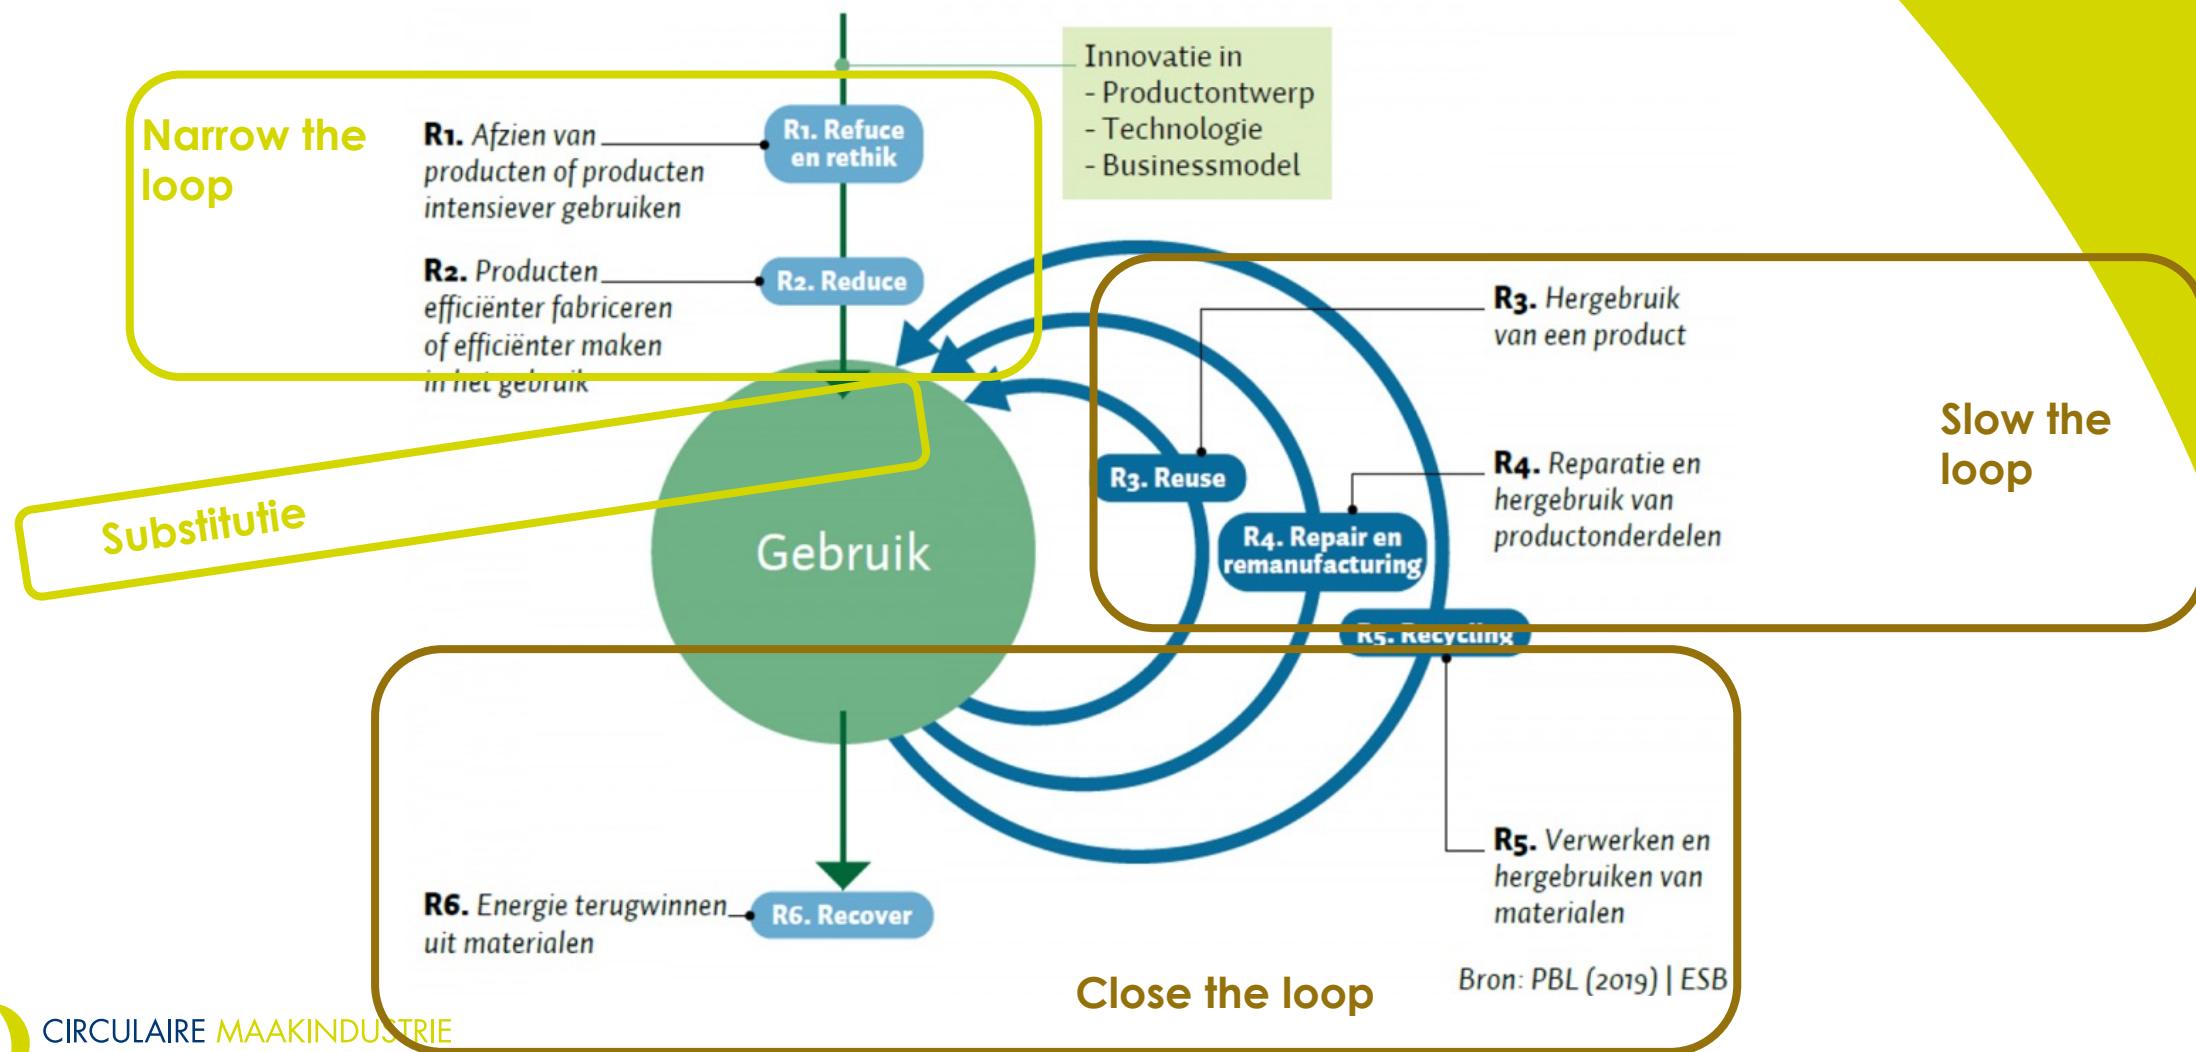 Innovatie in
- Productontwerp
- Technologie
- Businessmodel
Narrow the
loop
R1. Afzien van
producten of producten
intensiever gebruiken
R1. Refuce
en rethik
R2. Producten
efficiënter fabriceren
of efficiënter maken
in het gebruik
R2. Reduce
Substitutie
Gebruik
R3. Reuse
R3. Hergebruik
van een product
R4. Repair en
remanufacturing
R4. Reparatie en
hergebruik van
productonderdelen
Slow the
loop
R5. Recycling
R5. Verwerken en
hergebruiken van
materialen
R6. Energie terugwinnen
uit materialen
R6. Recover
Close the loop
Bron: PBL (2019) | ESB
CIRCULAIRE MAAKINDUSTRIE